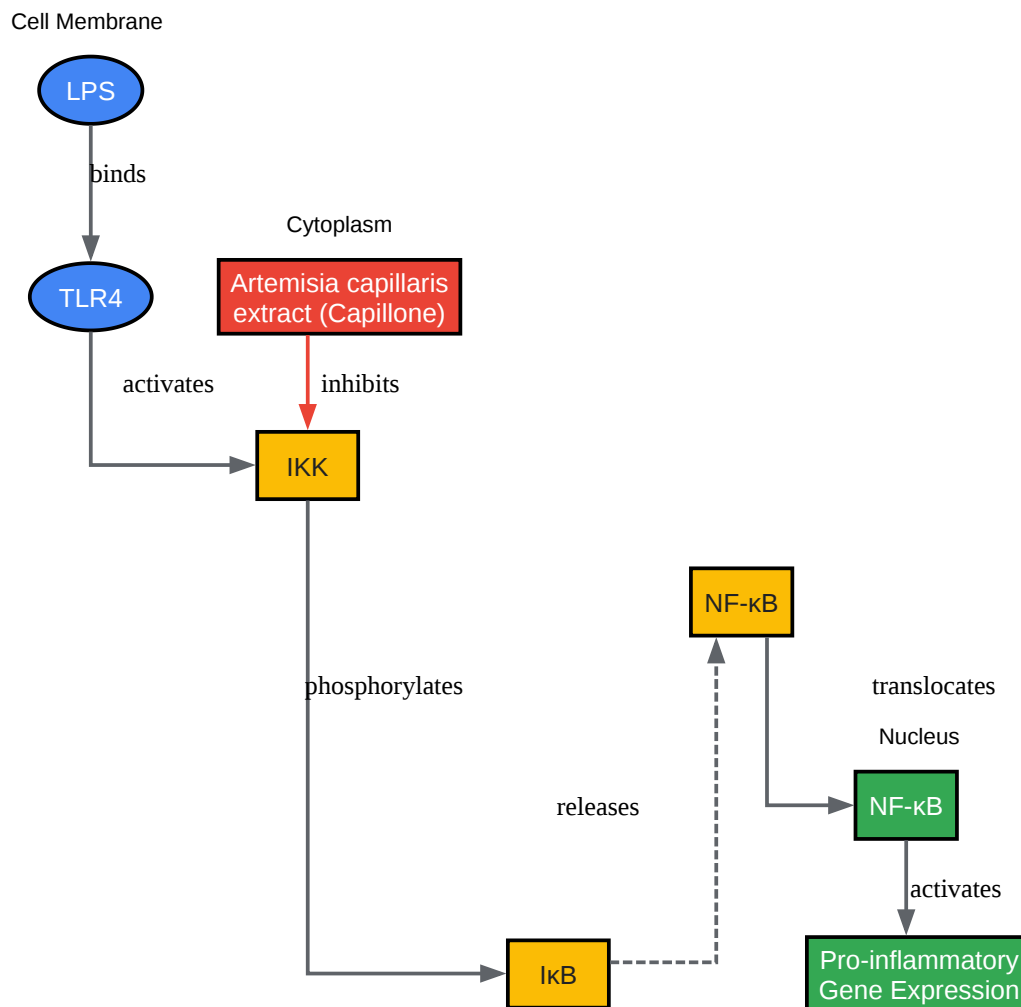 Cell Membrane
LPS
binds
Cytoplasm
Artemisia capillaris
extract (Capillone)
TLR4
activates
inhibits
IKK
NF-κB
phosphorylates
translocates
Nucleus
NF-κB
releases
activates
IκB
Pro-inflammatory
Gene Expression